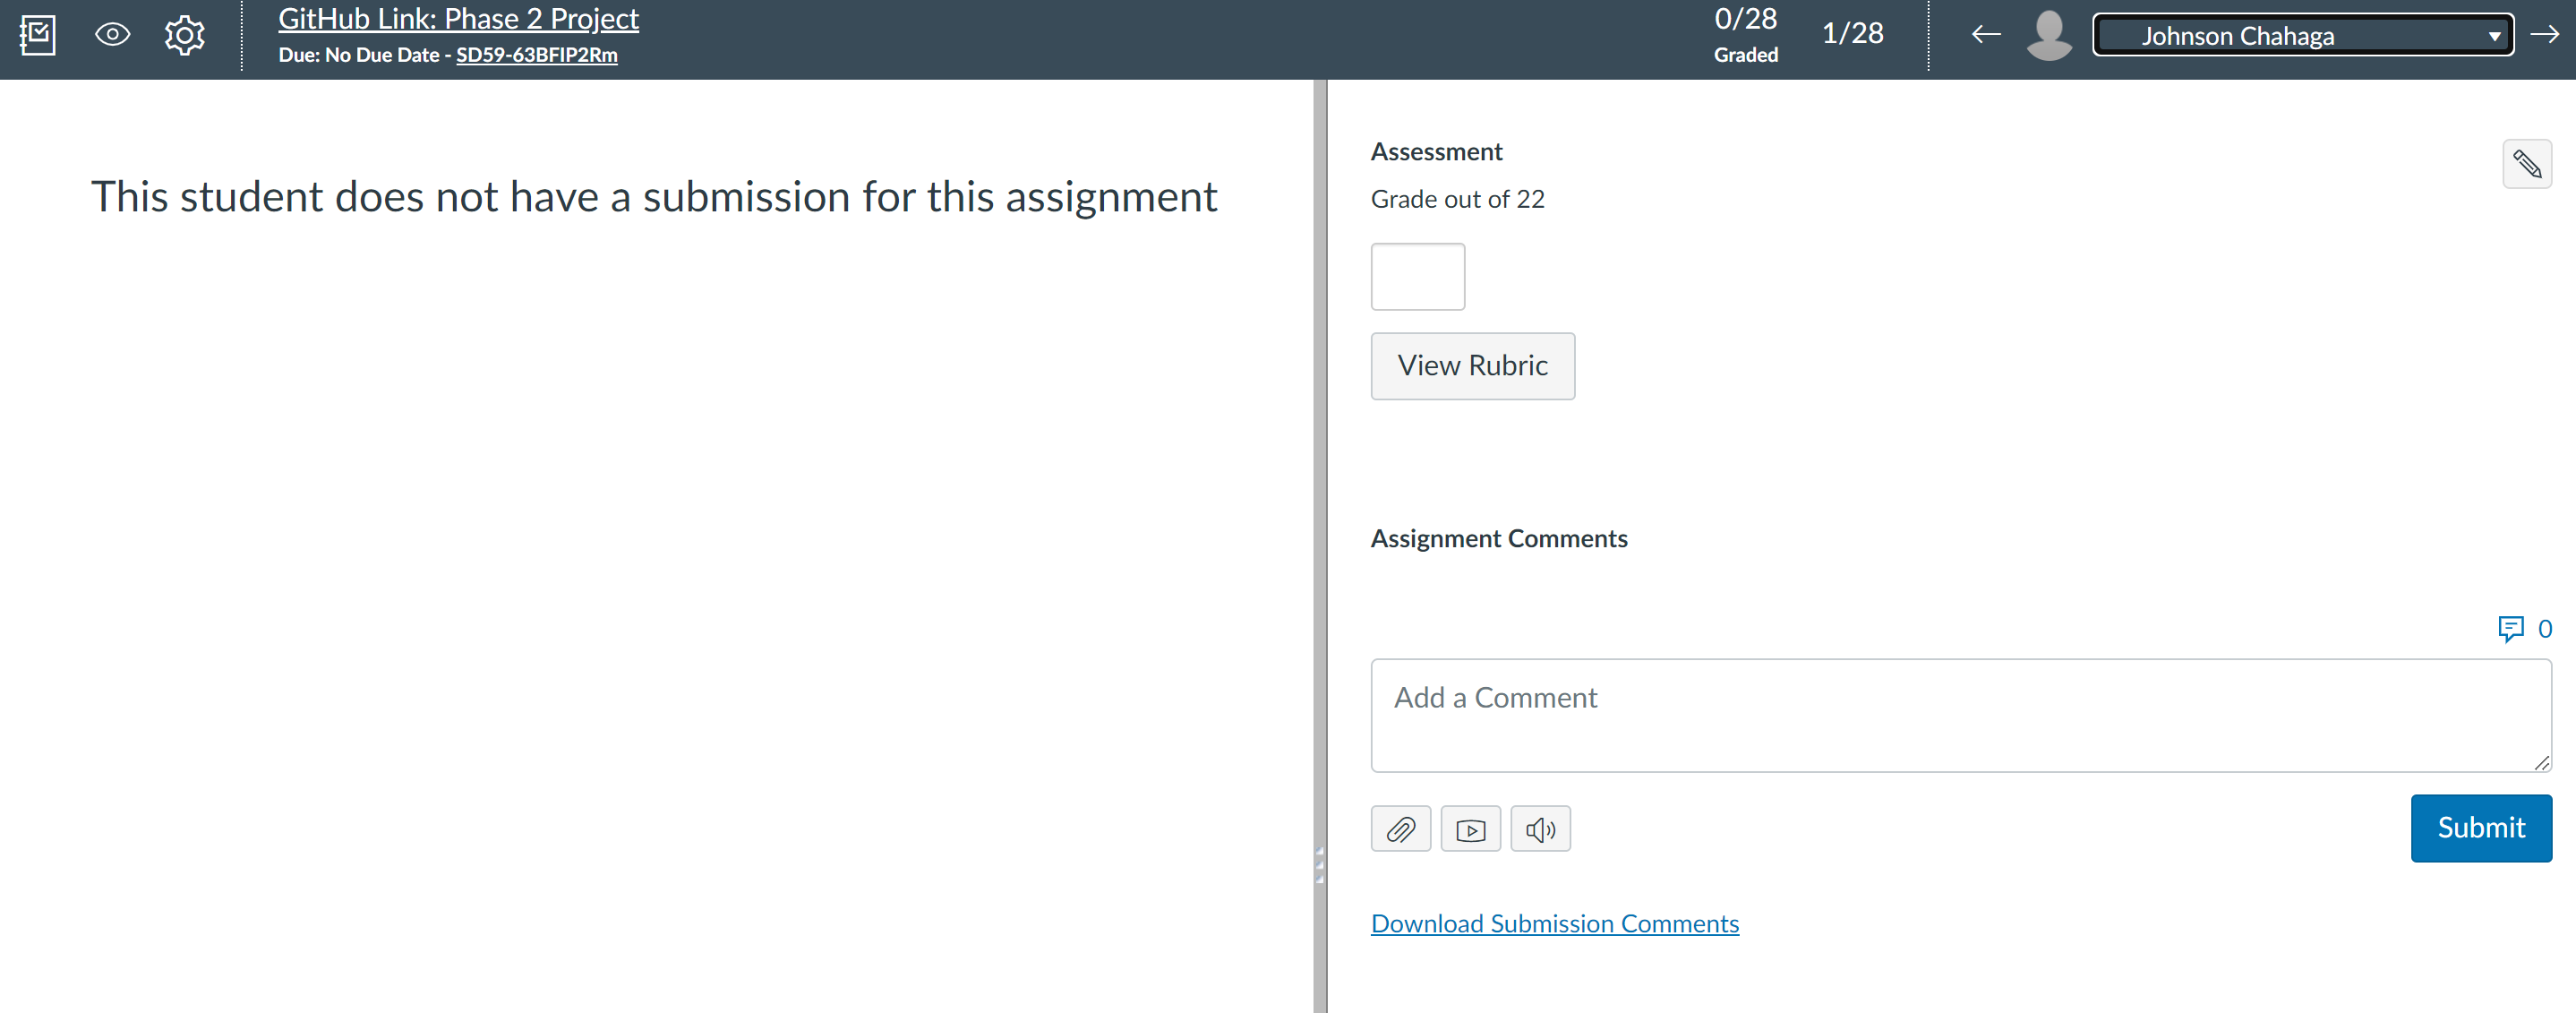 GitHub Link: Phase 2 Project
Due: No Due Date - SD59-63BFIP2Rm
0/28
Graded
1/28
Johnson Chahaga
This student does not have a submission for this assignment
Assessment
Grade out of 22
View Rubric
Assignment Comments
0
Add a Comment
Submit
Download Submission Comments